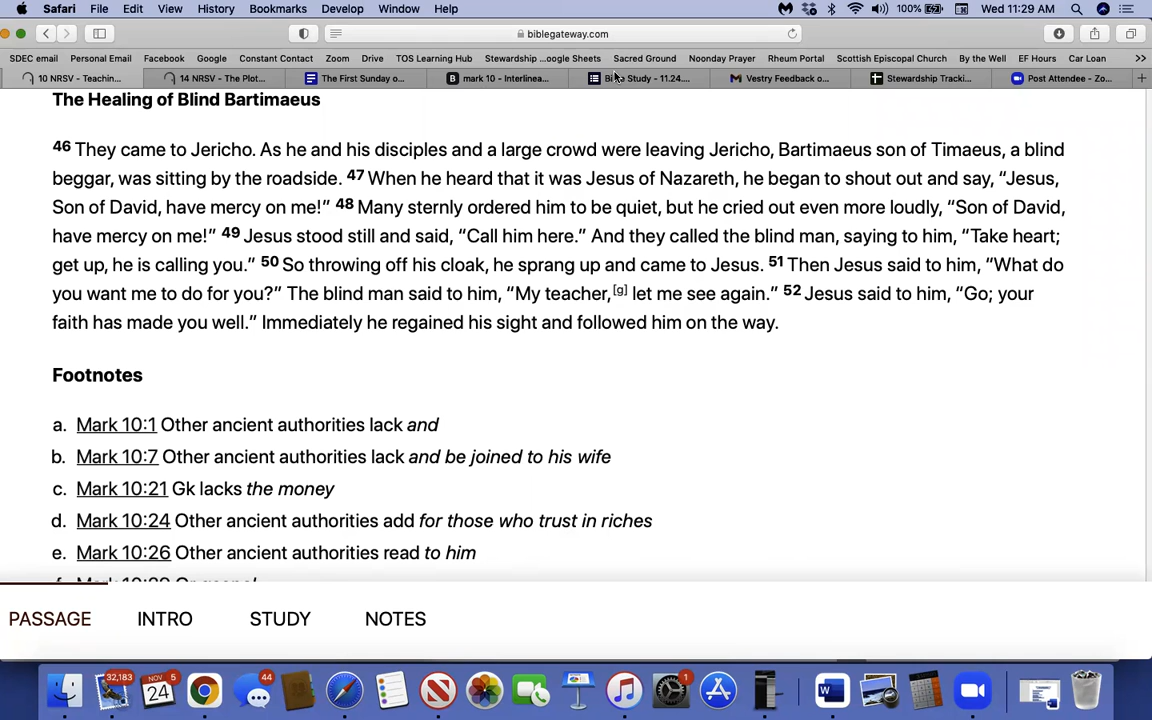 Safari File Edit View History Bookmarks Develop Window Help 100% Wed 11:29 AM
biblegateway.com
SDEC email Personal Email Facebook Google Constant Contact Zoom Drive TOS Learning Hub Stewardship ...oogle Sheets Sacred Ground Noonday Prayer Rheum Portal Scottish Episcopal Church By the Well EF Hours Car Loan >>
10 NRSV - Teachin... 14 NRSV - The Plot... The First Sunday o... mark 10 - Interlinea... Bible Study - 11.24.... Vestry Feedback o... Stewardship Tracki... Post Attendee - Zo...
The Healing of Blind Bartimaeus
46 They came to Jericho. As he and his disciples and a large crowd were leaving Jericho, Bartimaeus son of Timaeus, a blind
beggar, was sitting by the roadside. 47 When he heard that it was Jesus of Nazareth, he began to shout out and say, “Jesus,
Son of David, have mercy on me!” 48 Many sternly ordered him to be quiet, but he cried out even more loudly, “Son of David,
have mercy on me!” 49 Jesus stood still and said, “Call him here.” And they called the blind man, saying to him, “Take heart;
get up, he is calling you.” 50 So throwing off his cloak, he sprang up and came to Jesus. 51 Then Jesus said to him, “What do
you want me to do for you?” The blind man said to him, “My teacher,[g] let me see again.” 52 Jesus said to him, “Go; your
faith has made you well.” Immediately he regained his sight and followed him on the way.
Footnotes
a. Mark 10:1 Other ancient authorities lack and
b. Mark 10:7 Other ancient authorities lack and be joined to his wife
c. Mark 10:21 Gk lacks the money
d. Mark 10:24 Other ancient authorities add for those who trust in riches
e. Mark 10:26 Other ancient authorities read to him
PASSAGE INTRO STUDY NOTES
32,183 NOV 5 24 44 1